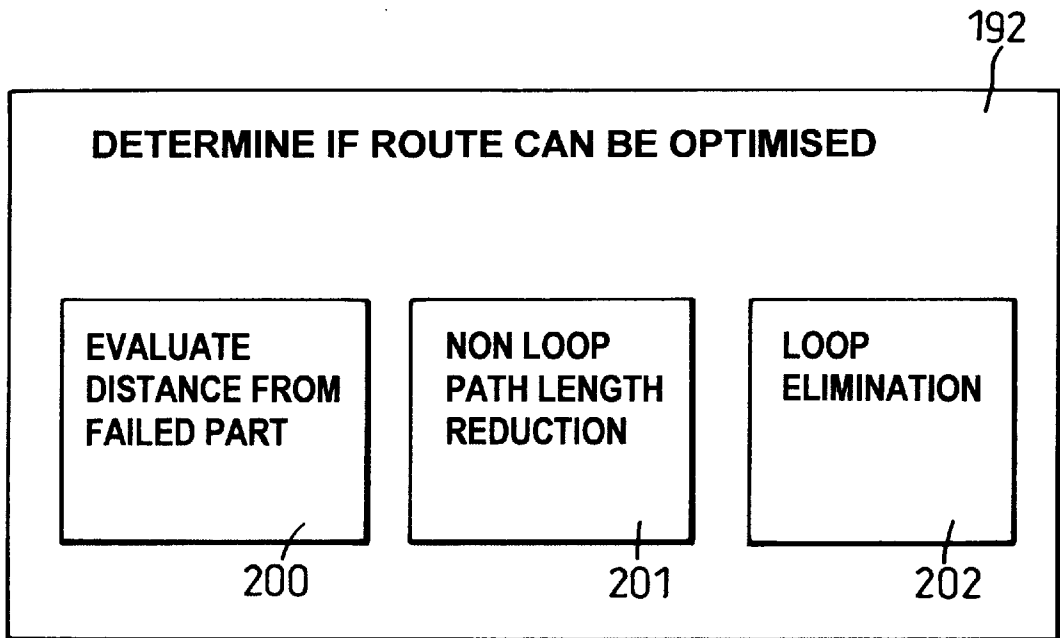 192
DETERMINE IF ROUTE CAN BE OPTIMISED
EVALUATE
DISTANCE FROM
FAILED PART
200
NON LOOP
PATH LENGTH
REDUCTION
201
LOOP
ELIMINATION
202